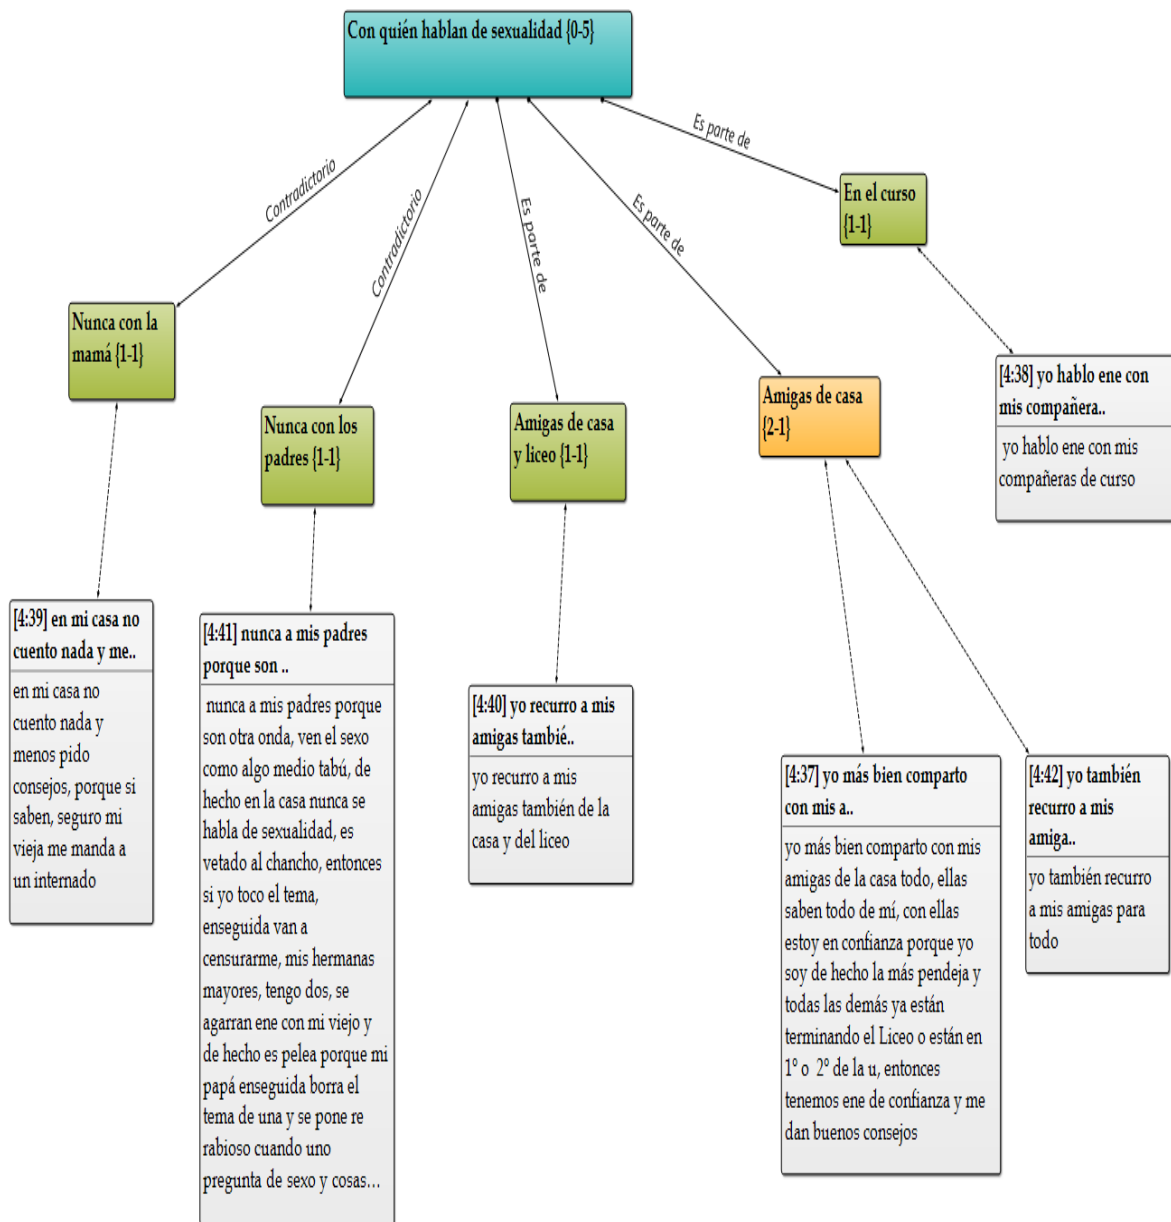 Con quién hablan de sexualidad {0-5}
Contradictorio
Contradictorio
Es parte de
Es parte de
Es parte de
En el curso
{1-1}
Nunca con la
mamá {1-1}
Nunca con los
padres {1-1}
Amigas de casa
y liceo {1-1}
Amigas de casa
{2-1}
[4:38] yo hablo ene con
mis compañera..
yo hablo ene con mis
compañeras de curso
[4:39] en mi casa no
cuento nada y me..
en mi casa no
cuento nada y
menos pido
consejos, porque si
saben, seguro mi
vieja me manda a
un internado
[4:41] nunca a mis padres
porque son ..
nunca a mis padres porque
son otra onda, ven el sexo
como algo medio tabú, de
hecho en la casa nunca se
habla de sexualidad, es
vetado al chancho, entonces
si yo toco el tema,
enseguida van a
censurarme, mis hermanas
mayores, tengo dos, se
agarran ene con mi viejo y
de hecho es pelea porque mi
papá enseguida borra el
tema de una y se pone re
rabioso cuando uno
pregunta de sexo y cosas...
[4:40] yo recurro a mis
amigas tambié..
yo recurro a mis
amigas también de la
casa y del liceo
[4:37] yo más bien comparto
con mis a..
yo más bien comparto con mis
amigas de la casa todo, ellas
saben todo de mí, con ellas
estoy en confianza porque yo
soy de hecho la más pendeja y
todas las demás ya están
terminando el Liceo o están en
1º o 2º de la u, entonces
tenemos ene de confianza y me
dan buenos consejos
[4:42] yo también
recurro a mis
amiga..
yo también recurro
a mis amigas para
todo